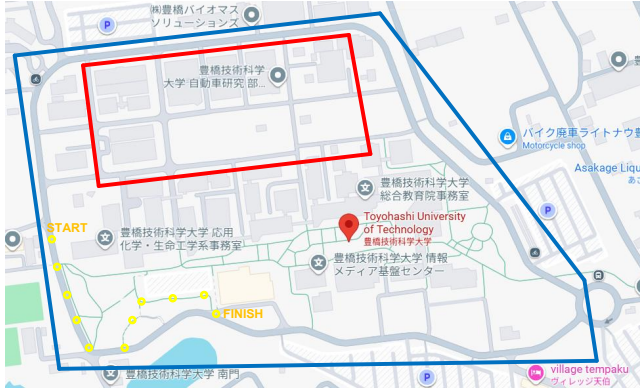 ㈱豊橋バイオマス
ソリューションズ
P
豊橋技術科学
大学 自動車研究 部...
バイク廃車ライトナウ豊
Motorcycle shop
Asakage Liqu
あさ
豊橋技術科学大学
総合教育院事務室
P
Toyohashi University
of Technology
豊橋技術科学大学
START
豊橋技術科学大学 応用
化学・生命工学系事務室
豊橋技術科学大学 情報
メディア基盤センター
FINISH
豊橋技術科学大学 南門
P
village tempaku
ヴィレッジ天伯